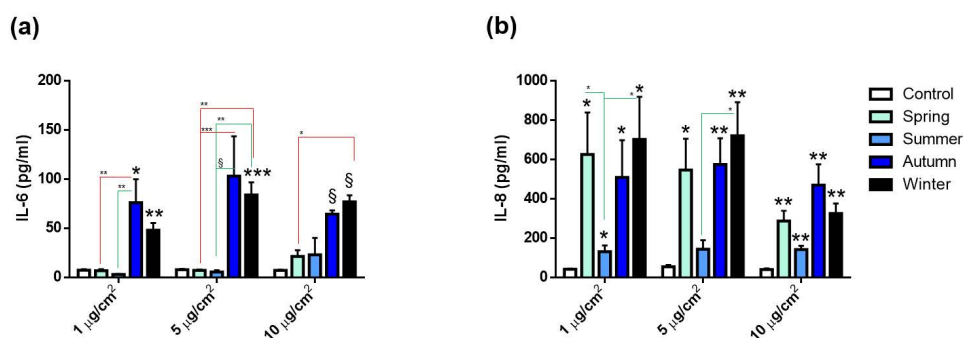 (a)
(b)
200
150
100
50
0
IL-6 (pg/ml)
** ** * **
** *** ** § ***
* § §
1 µg/cm²
5 µg/cm²
10 µg/cm²
1000
800
600
400
200
0
IL-8 (pg/ml)
* * * * * *
* ** * **
** ** ** **
1 µg/cm²
5 µg/cm²
10 µg/cm²
Control
Spring
Summer
Autumn
Winter